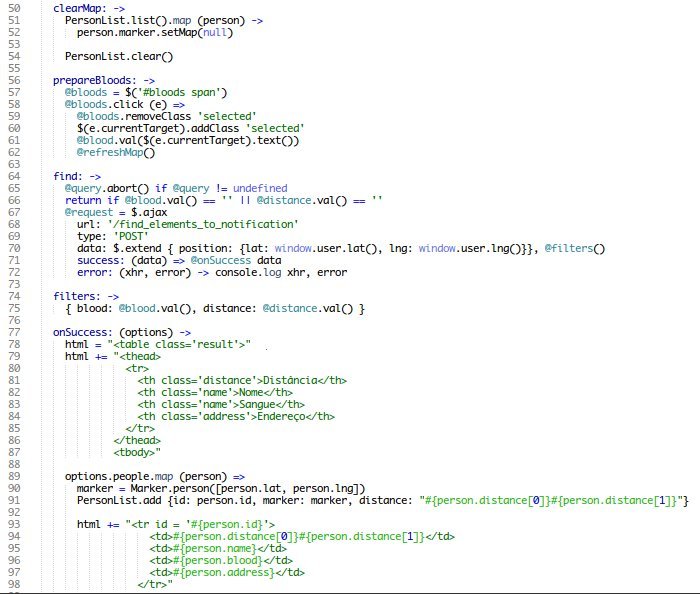 50 clearMap: ->
51 PersonList.list().map (person) ->
52 person.marker.setMap(null)
53
54 PersonList.clear()
55
56 prepareBloods: ->
57 @bloods = $('#bloods span')
58 @bloods.click (e) =>
59 @bloods.removeClass 'selected'
60 $(e.currentTarget).addClass 'selected'
61 @blood.val($(e.currentTarget).text())
62 @refreshMap()
63
64 find: ->
65 @query.abort() if @query != undefined
66 return if @blood.val() == '' || @distance.val() == ''
67 @request = $.ajax
68 url: '/find_elements_to_notification'
69 type: 'POST'
70 data: $.extend { position: {lat: window.user.lat(), lng: window.user.lng()}}, @filters()
71 success: (data) => @onSuccess data
72 error: (xhr, error) -> console.log xhr, error
73
74 filters: ->
75 { blood: @blood.val(), distance: @distance.val() }
76
77 onSuccess: (options) ->
78 html = "<table class='result'>"
79 html += "<thead>
80 <tr>
81 <th class='distance'>Distância</th>
82 <th class='name'>Nome</th>
83 <th class='name'>Sangue</th>
84 <th class='address'>Endereço</th>
85 </tr>
86 </thead>
87 <tbody>"
88
89 options.people.map (person) =>
90 marker = Marker.person([person.lat, person.lng])
91 PersonList.add {id: person.id, marker: marker, distance: "#{person.distance[0]}#{person.distance[1]}"}
92
93 html += "<tr id = '#{person.id}'>
94 <td>#{person.distance[0]}#{person.distance[1]}</td>
95 <td>#{person.name}</td>
96 <td>#{person.blood}</td>
97 <td>#{person.address}</td>
98 </tr>"